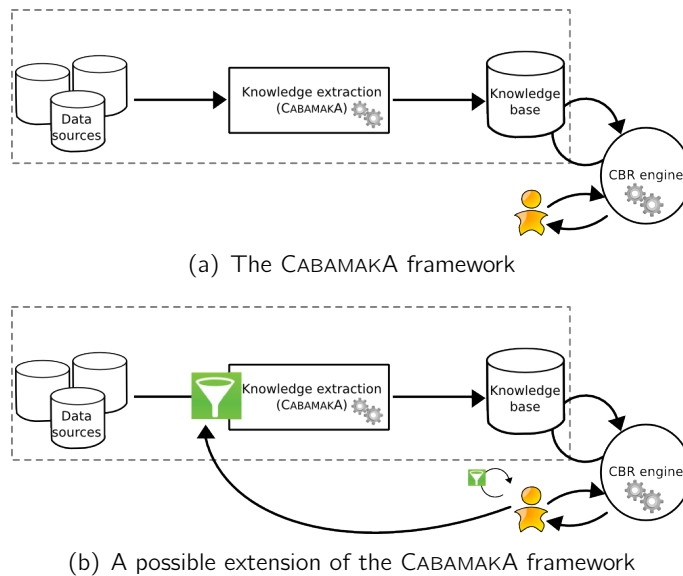 Data
sources
Knowledge extraction
(CABAMAKA)
Knowledge
base
CBR engine
(a) The CABAMAKA framework
Data
sources
Knowledge extraction
(CABAMAKA)
Knowledge
base
CBR engine
(b) A possible extension of the CABAMAKA framework